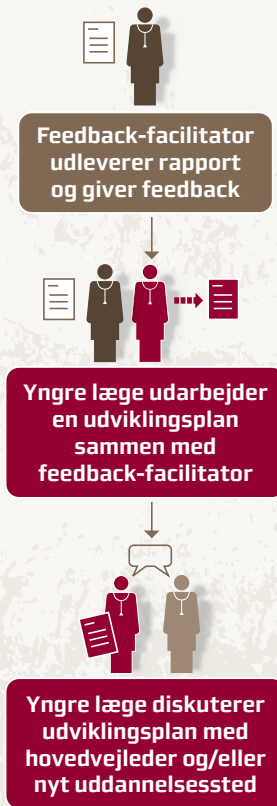 Feedback-facilitator
udleverer rapport
og giver feedback
Yngre læge udarbejder
en udviklingsplan
sammen med
feedback-facilitator
Yngre læge diskuterer
udviklingsplan med
hovedvejleder og/eller
nyt uddannelsessted